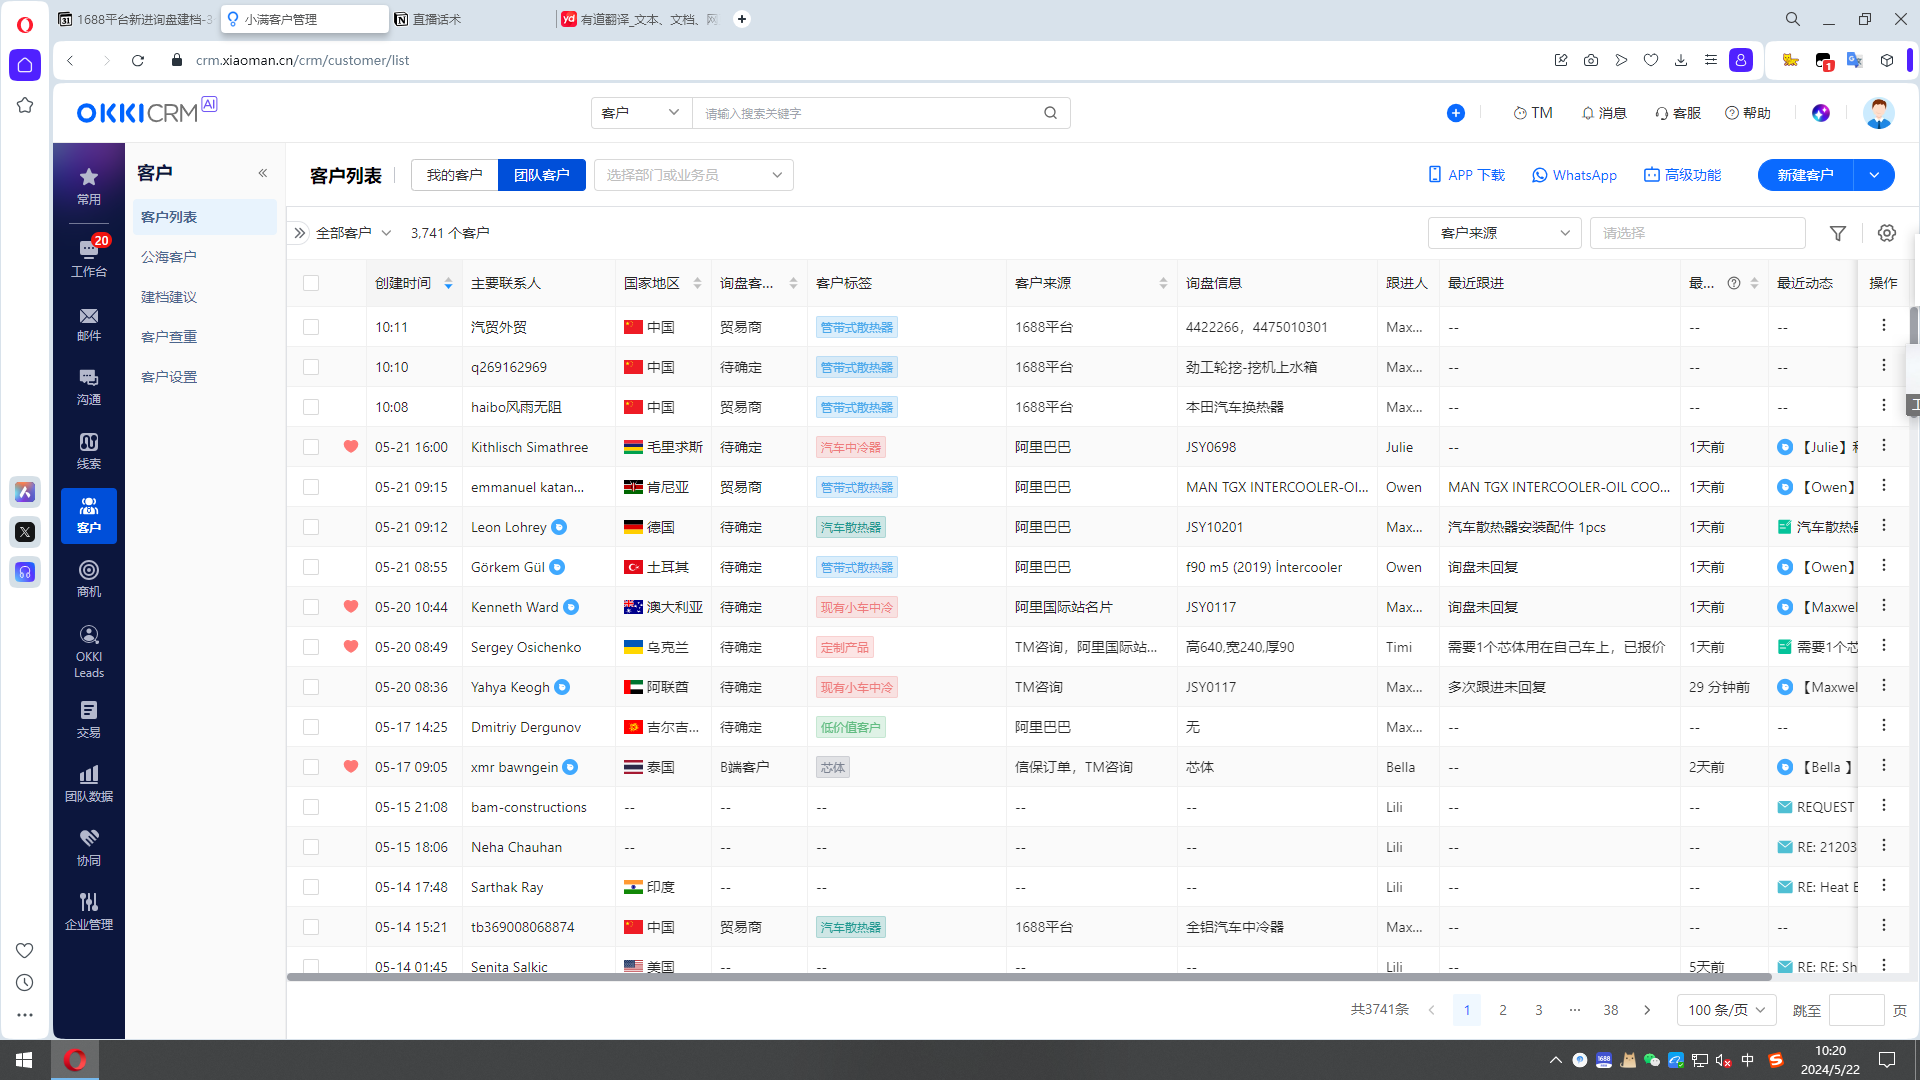 1688平台新进询盘建档-3
小满客户管理
直播话术
有道翻译_文本、文档、网
crm.xiaoman.cn/crm/customer/list
1
OKKICRM AI
客户
请输入搜索关键字
TM
消息
客服
帮助
常用
20
工作台
邮件
沟通
线索
客户
商机
OKKI
Leads
交易
团队数据
协同
企业管理
客户
客户列表
公海客户
建档建议
客户查重
客户设置
客户列表
我的客户
团队客户
选择部门或业务员
APP 下载
WhatsApp
高级功能
新建客户
全部客户
3,741 个客户
客户来源
请选择
创建时间 主要联系人 国家地区 询盘客... 客户标签 客户来源 询盘信息 跟进人 最近跟进 最... 最近动态 操作
10:11 汽贸外贸 中国 贸易商 管带式散热器 1688平台 4422266，4475010301 Max... -- -- --
10:10 q269162969 中国 待确定 管带式散热器 1688平台 劲工轮挖-挖机上水箱 Max... -- -- --
10:08 haibo风雨无阻 中国 贸易商 管带式散热器 1688平台 本田汽车换热器 Max... -- -- --
05-21 16:00 Kithlisch Simathree 毛里求斯 待确定 汽车中冷器 阿里巴巴 JSY0698 Julie -- 1天前 【Julie】
05-21 09:15 emmanuel katan... 肯尼亚 贸易商 管带式散热器 阿里巴巴 MAN TGX INTERCOOLER-OI... Owen MAN TGX INTERCOOLER-OIL COO... 1天前 【Owen】
05-21 09:12 Leon Lohrey 德国 待确定 汽车散热器 阿里巴巴 JSY10201 Max... 汽车散热器安装配件 1pcs 1天前 汽车散热器
05-21 08:55 Görkem Gül 土耳其 待确定 管带式散热器 阿里巴巴 f90 m5 (2019) İntercooler Owen 询盘未回复 1天前 【Owen】
05-20 10:44 Kenneth Ward 澳大利亚 待确定 现有小车中冷 阿里国际站名片 JSY0117 Max... 询盘未回复 1天前 【Maxwel
05-20 08:49 Sergey Osichenko 乌克兰 待确定 定制产品 TM咨询，阿里国际站... 高640,宽240,厚90 Timi 需要1个芯体用在自己车上，已报价 1天前 需要1个芯
05-20 08:36 Yahya Keogh 阿联酋 待确定 现有小车中冷 TM咨询 JSY0117 Max... 多次跟进未回复 29 分钟前 【Maxwel
05-17 14:25 Dmitriy Dergunov 吉尔吉... 待确定 低价值客户 阿里巴巴 无 Max... -- -- --
05-17 09:05 xmr bawngein 泰国 B端客户 芯体 信保订单，TM咨询 芯体 Bella -- 2天前 【Bella 】
05-15 21:08 bam-constructions -- -- -- -- -- Lili -- -- REQUEST
05-15 18:06 Neha Chauhan -- -- -- -- -- Lili -- -- RE: 21203
05-14 17:48 Sarthak Ray 印度 -- -- -- -- Lili -- -- RE: Heat E
05-14 15:21 tb369008068874 中国 贸易商 汽车散热器 1688平台 全铝汽车中冷器 Max... -- -- --
05-14 01:45 Senita Salkic 美国 -- -- -- -- Lili -- 5天前 RE: RE: Sh
共3741条 1 2 3 ... 38 100 条/页 跳至 页
中
10:20
2024/5/22